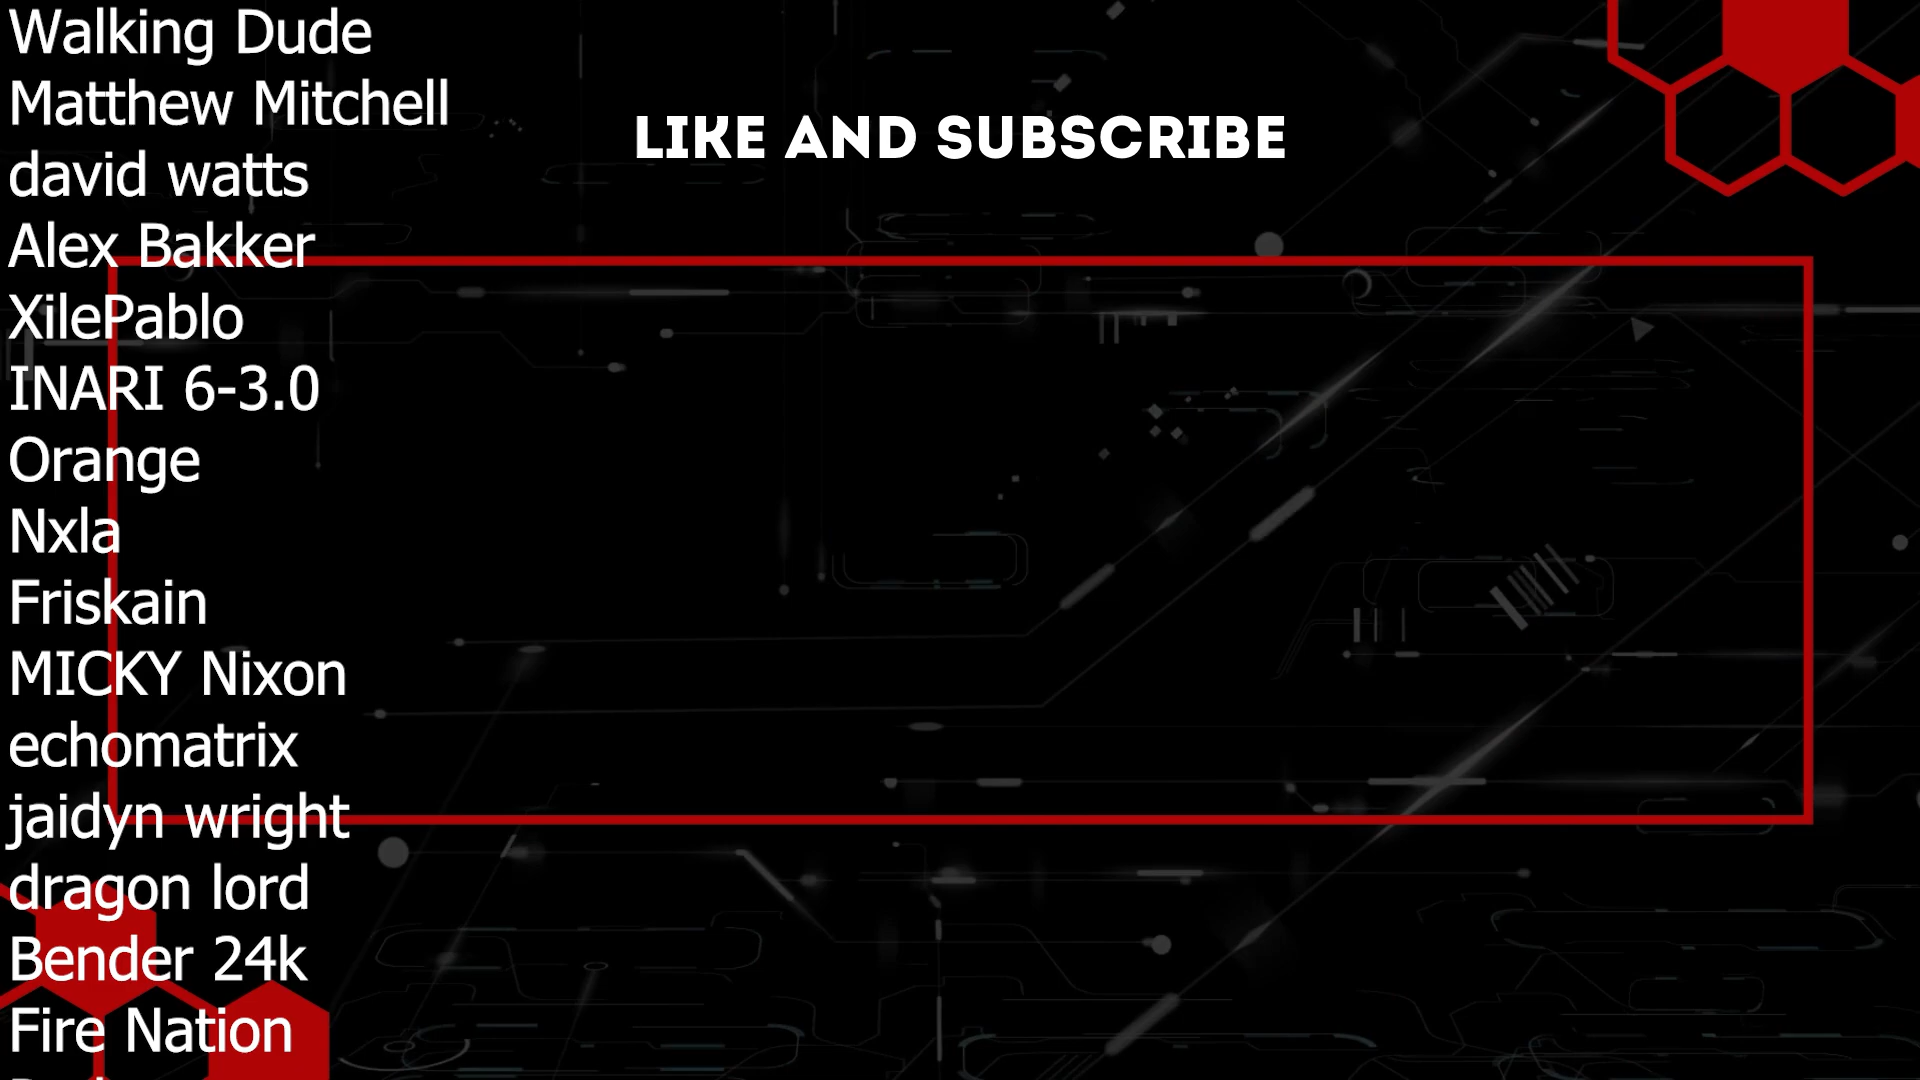 Walking Dude
Matthew Mitchell
LIKE AND SUBSCRIBE
david watts
Alex Bakker
XilePablo
INARI 6-3.0
Orange
Nxla
Friskain
MICKY Nixon
echomatrix
jaidyn wright
dragon lord
Bender 24k
Fire Nation